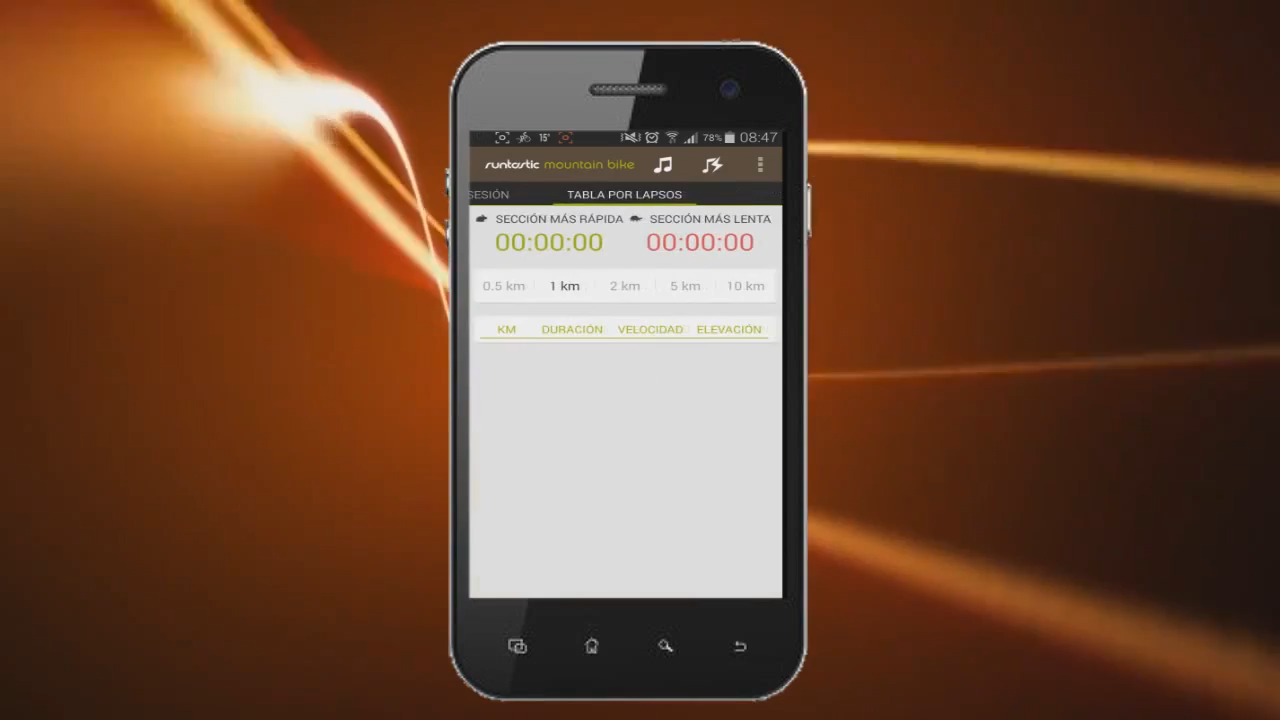 15° 78% 08:47
runtastic mountain bike
SESIÓN TABLA POR LAPSOS
SECCIÓN MÁS RÁPIDA SECCIÓN MÁS LENTA
00:00:00 00:00:00
0.5 km 1 km 2 km 5 km 10 km
KM DURACIÓN VELOCIDAD ELEVACIÓN